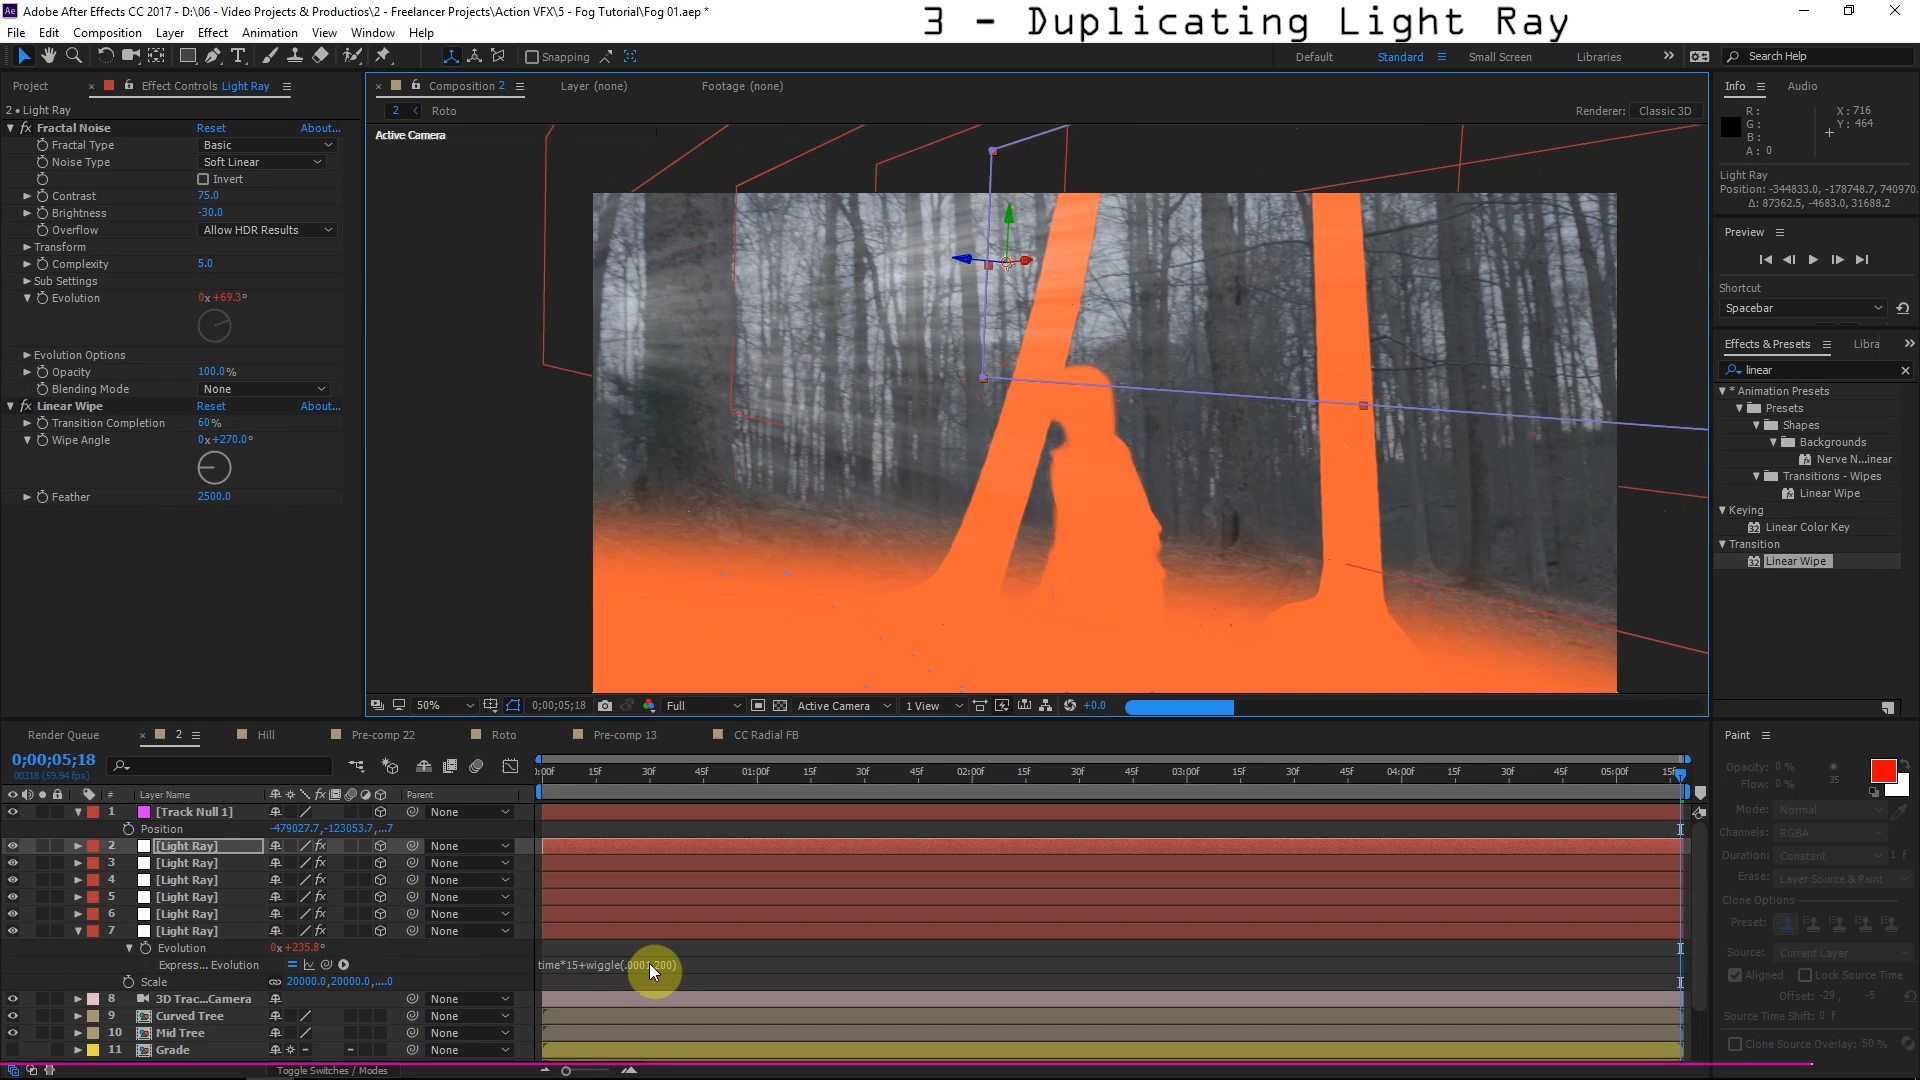 Adobe After Effects CC 2017 - D:\06 - Video Projects & Productios\2 - Freelancer Projects\Action VFX\5 - Fog Tutorial\Fog 01.aep *
3 - Duplicating Light Ray
File Edit Composition Layer Effect Animation View Window Help
Snapping Default Standard Small Screen Libraries Search Help
Project Effect Controls Light Ray
Composition 2 Layer (none) Footage (none)
Info Audio
2 • Light Ray
2 Roto Renderer: Classic 3D
Active Camera
R: X: 716
G: Y: 464
B:
A: 0
Fractal Noise Reset About...
Fractal Type Basic
Noise Type Soft Linear
Invert
Contrast 75.0
Brightness -30.0
Overflow Allow HDR Results
Transform
Complexity 5.0
Sub Settings
Evolution 0x+69.3°
Evolution Options
Opacity 100.0%
Blending Mode None
Linear Wipe Reset About...
Transition Completion 60%
Wipe Angle 0x+270.0°
Feather 2500.0
Light Ray
Position: -344833.0, -178748.7, 740970.
Δ: 87362.5, -4683.0, 31688.2
Preview
Shortcut
Spacebar
Effects & Presets Libra
linear
* Animation Presets
Presets
Shapes
Backgrounds
Nerve N...inear
Transitions - Wipes
Linear Wipe
Keying
Linear Color Key
Transition
Linear Wipe
50% 0;00;05;18 Full Active Camera 1 View +0.0
Render Queue 2 Hill Pre-comp 22 Roto Pre-comp 13 CC Radial FB
0;00;05;18
00318 (59.94 fps)
:00f 15f 30f 45f 01:00f 15f 30f 45f 02:00f 15f 30f 45f 03:00f 15f 30f 45f 04:00f 15f 30f 45f 05:00f 15f
# Layer Name Parent
1 [Track Null 1] None
Position -479027.7,-123053.7,...7
2 [Light Ray] None
3 [Light Ray] None
4 [Light Ray] None
5 [Light Ray] None
6 [Light Ray] None
7 [Light Ray] None
Evolution 0x+235.8°
Express... Evolution time*15+wiggle(.0001,200)
Scale 20000.0,20000.0,....0
8 3D Trac...Camera None
9 Curved Tree None
10 Mid Tree None
11 Grade None
Toggle Switches / Modes
Paint
Opacity: 0 %
Flow: 0 % 35
Mode: Normal
Channels: RGBA
Duration: Constant 1 f
Erase: Layer Source & Paint
Clone Options
Preset:
Source: Current Layer
Aligned Lock Source Time
Offset: -29 , -5
Source Time Shift: 0 f
Clone Source Overlay: 50 %